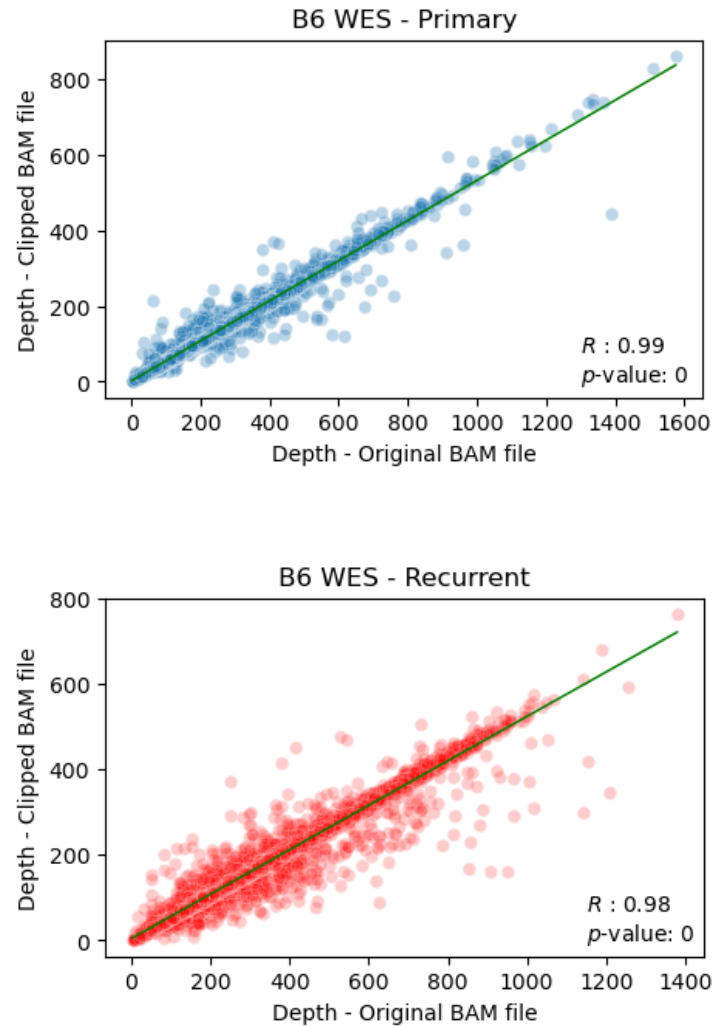 B6 WES - Primary
800
600
400
200
0
Depth - Clipped BAM file
R : 0.99
p-value: 0
0 200 400 600 800 1000 1200 1400 1600
Depth - Original BAM file
B6 WES - Recurrent
800
600
400
200
0
Depth - Clipped BAM file
R : 0.98
p-value: 0
0 200 400 600 800 1000 1200 1400
Depth - Original BAM file